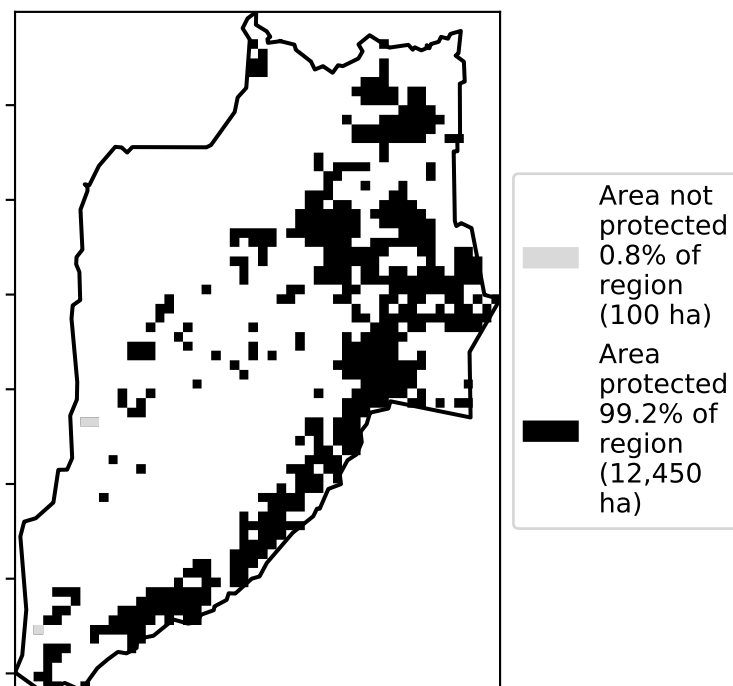 Area not
protected
0.8% of
region
(100 ha)
Area
protected
99.2% of
region
(12,450
ha)